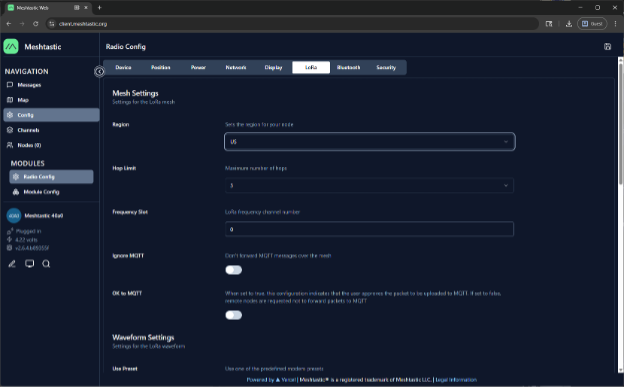 Meshtastic Web
client.meshtastic.org
Guest
Meshtastic
Radio Config
NAVIGATION
Messages
Map
Config
Channels
Nodes (0)
MODULES
Radio Config
Module Config
Meshtastic 46a0
Plugged in
4.22 volts
Device
Position
Power
Network
Display
LoRa
Bluetooth
Security
Mesh Settings
Settings for the LoRa mesh
Region
Sets the region for your node
US
Hop Limit
Maximum number of hops
3
Frequency Slot
LoRa frequency channel number
0
Ignore MQTT
Don't forward MQTT messages over the mesh
OK to MQTT
When set to true, this configuration indicates that the user approves the packet to be uploaded to MQTT. If set to false,
remote nodes are requested not to forward packets to MQTT
Waveform Settings
Settings for the LoRa waveform
Use Preset
Use one of the predefined modem presets
Powered by ▲ Vercel | Meshtastic® is a registered trademark of Meshtastic LLC. | Legal Information